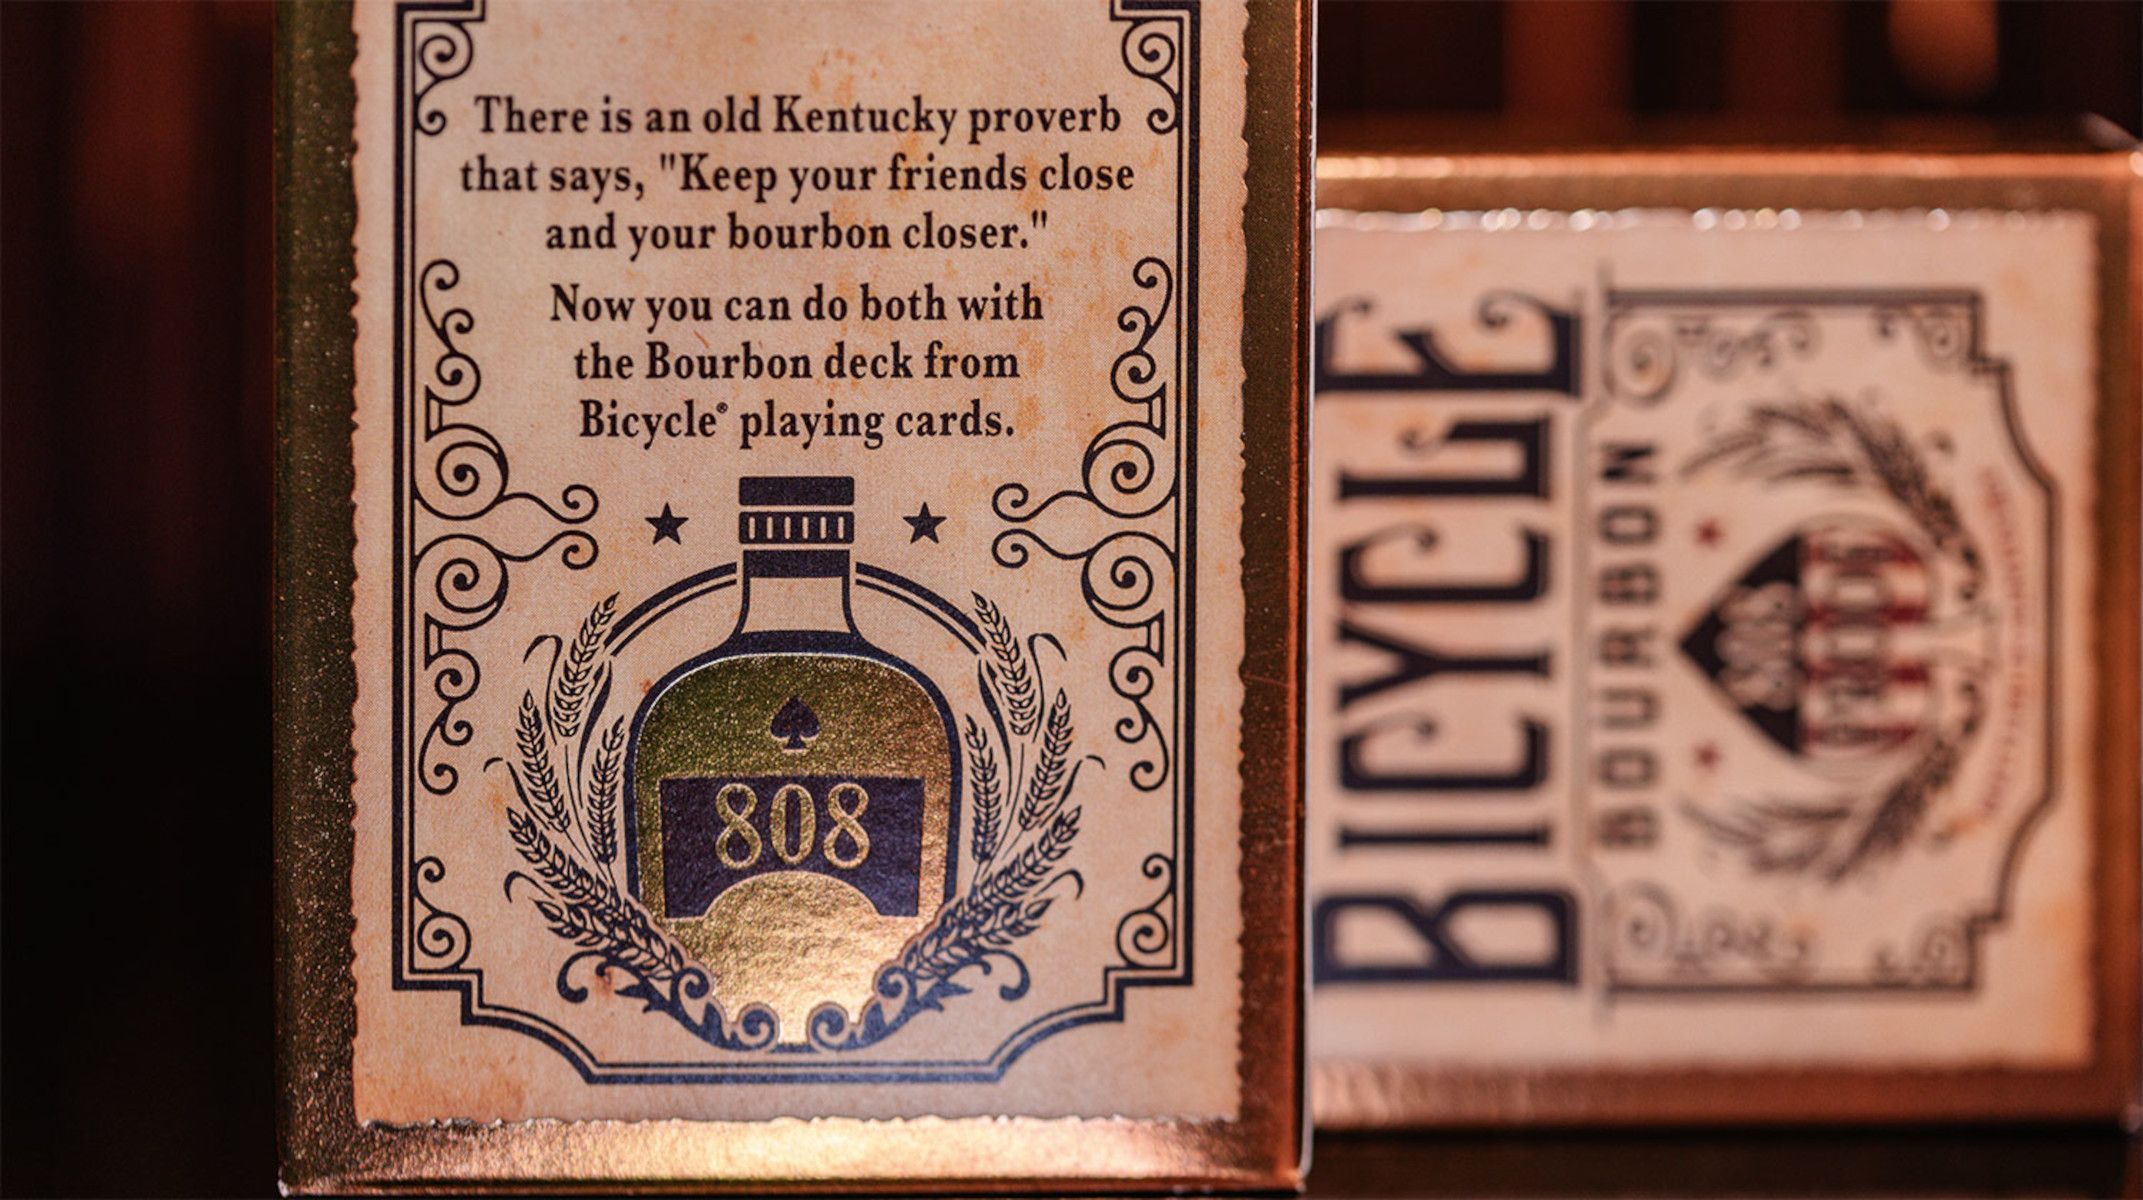 There is an old Kentucky proverb
that says, "Keep your friends close
and your bourbon closer."
Now you can do both with
the Bourbon deck from
Bicycle® playing cards.
808
BICYCLE
BOURBON
808